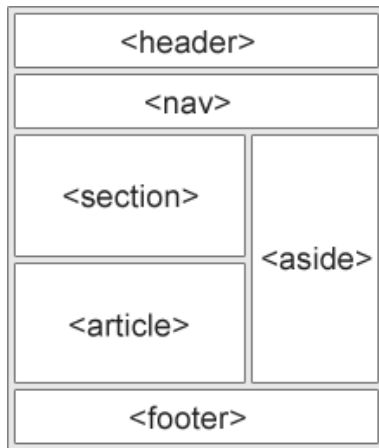 <header>
<nav>
<section>
<article>
<aside>
<footer>